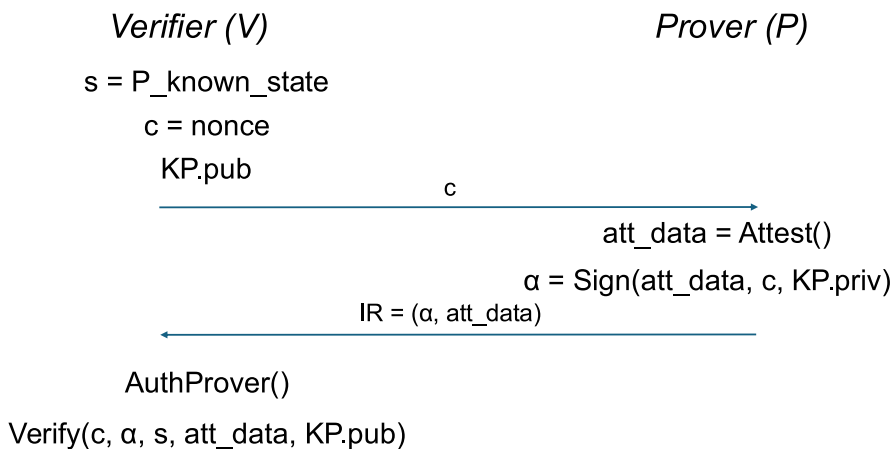 Verifier (V)
Prover (P)
s = P_known_state
c = nonce
KP.pub
c
att_data = Attest()
α = Sign(att_data, c, KP.priv)
IR = (α, att_data)
AuthProver()
Verify(c, α, s, att_data, KP.pub)